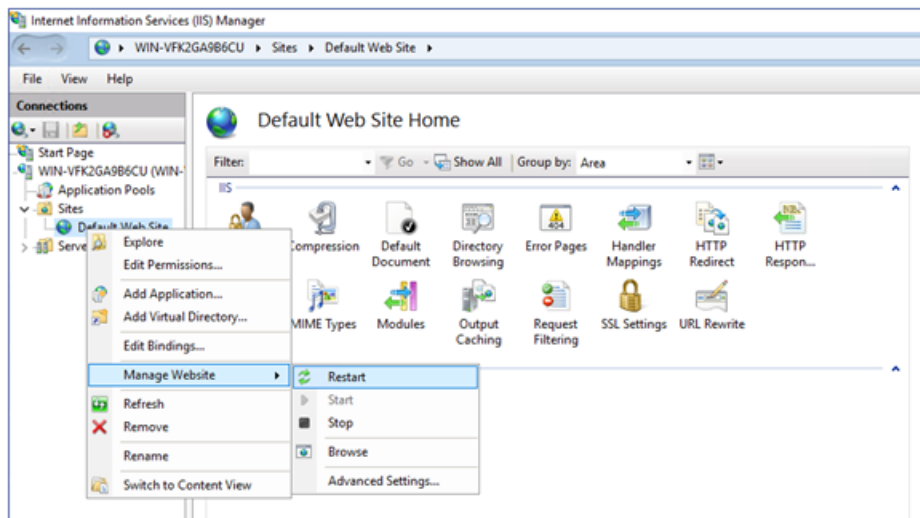 Internet Information Services (IIS) Manager
WIN-VFK2GA9B6CU Sites Default Web Site
File View Help
Connections
Start Page
WIN-VFK2GA9B6CU (WIN-
Application Pools
Sites
Default Web Site
Serve
Default Web Site Home
Filter: Go Show All Group by: Area
IIS
Compression
Default Document
Directory Browsing
Error Pages
404
Handler Mappings
HTTP Redirect
HTTP Respon...
MIME Types
Modules
Output Caching
Request Filtering
SSL Settings
URL Rewrite
Explore
Edit Permissions...
Add Application...
Add Virtual Directory...
Edit Bindings...
Manage Website
Refresh
Remove
Rename
Switch to Content View
Restart
Start
Stop
Browse
Advanced Settings...